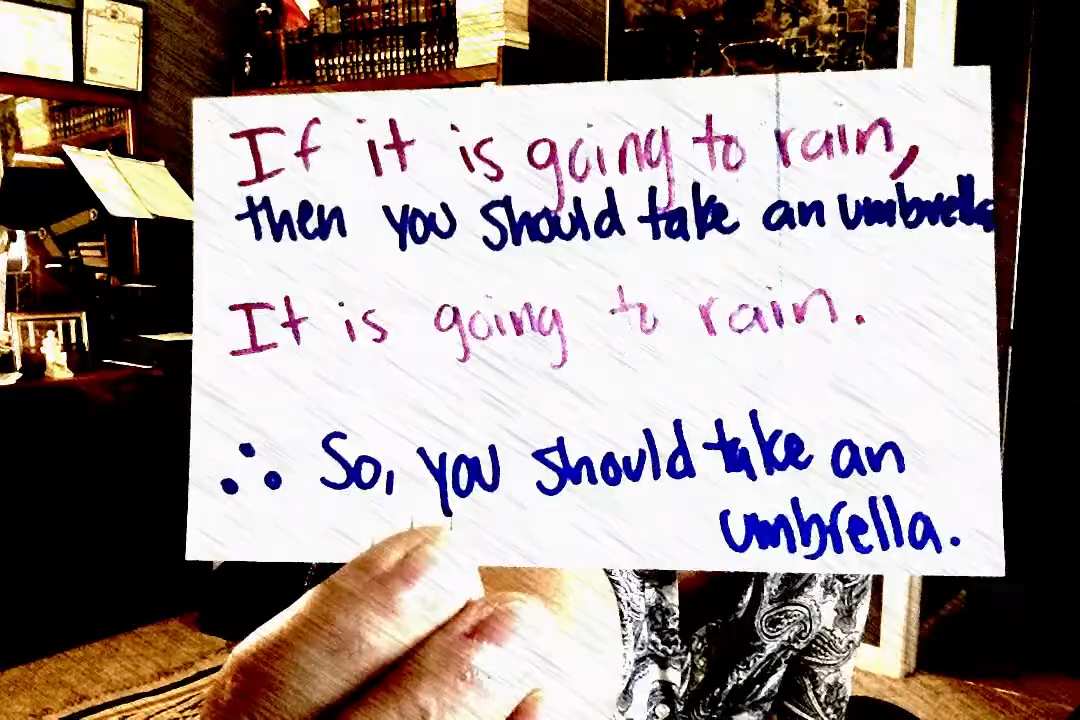 If it is going to rain,
then you should take an umbrella
It is going to rain.
∴ So, you should take an
umbrella.